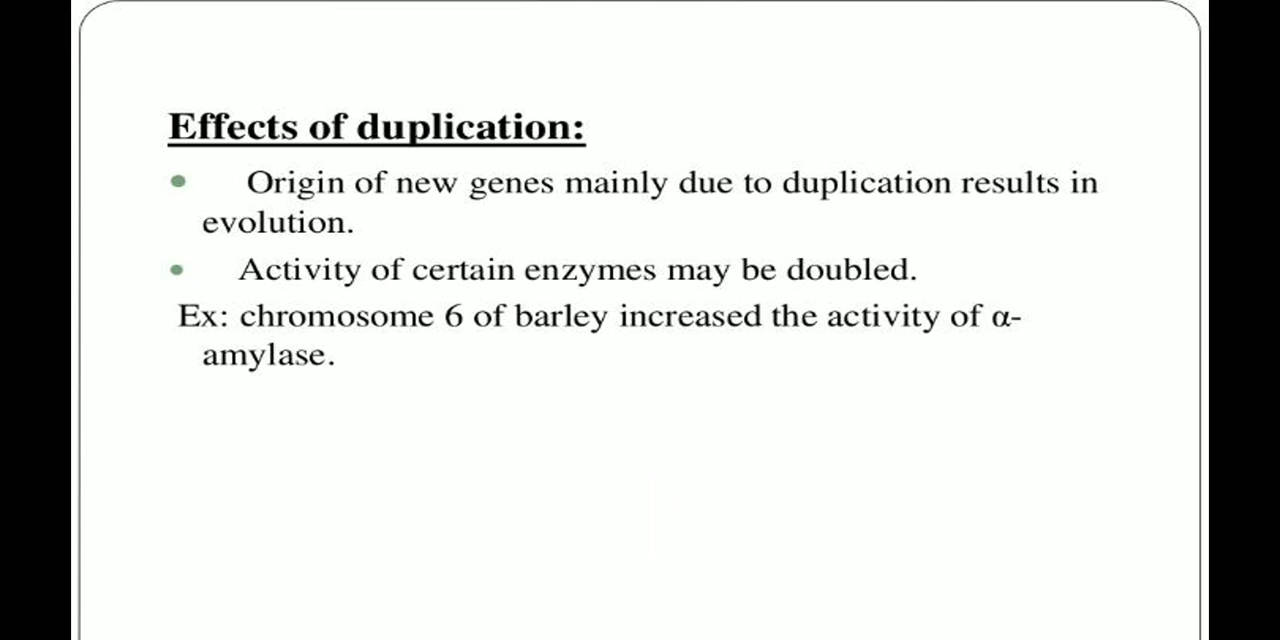 Effects of duplication:
• Origin of new genes mainly due to duplication results in
evolution.
• Activity of certain enzymes may be doubled.
Ex: chromosome 6 of barley increased the activity of α-
amylase.